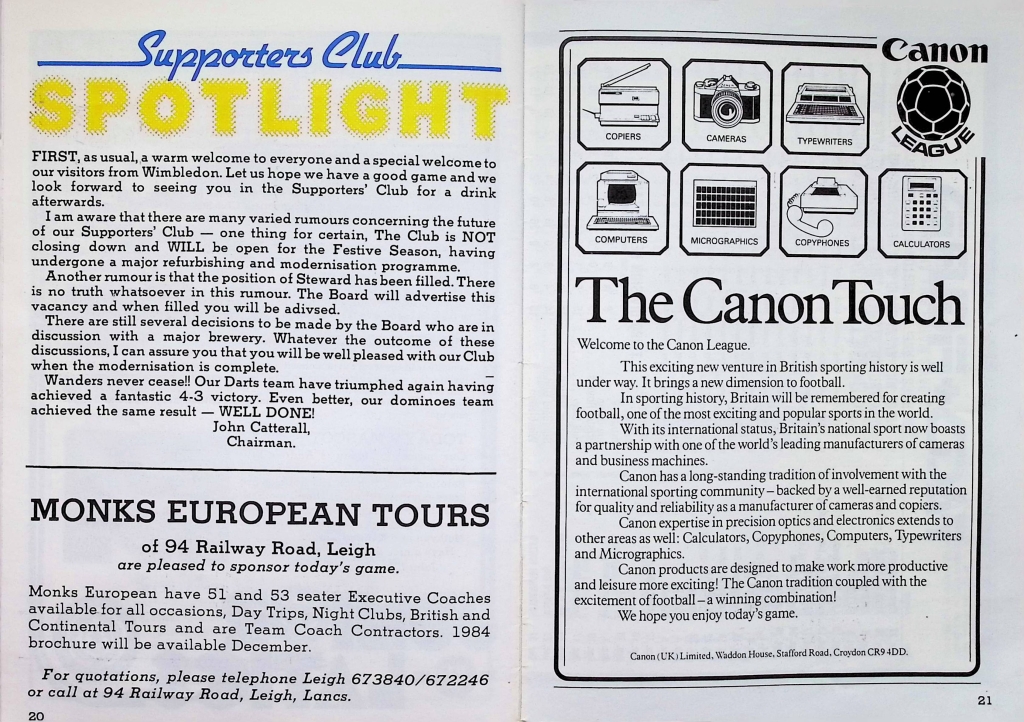 Supporters Club
SPOTLIGHT
FIRST, as usual, a warm welcome to everyone and a special welcome to
our visitors from Wimbledon. Let us hope we have a good game and we
look forward to seeing you in the Supporters' Club for a drink
afterwards.
I am aware that there are many varied rumours concerning the future
of our Supporters' Club — one thing for certain, The Club is NOT
closing down and WILL be open for the Festive Season, having
undergone a major refurbishing and modernisation programme.
Another rumour is that the position of Steward has been filled. There
is no truth whatsoever in this rumour. The Board will advertise this
vacancy and when filled you will be adivsed.
There are still several decisions to be made by the Board who are in
discussion with a major brewery. Whatever the outcome of these
discussions, I can assure you that you will be well pleased with our Club
when the modernisation is complete.
Wanders never cease!! Our Darts team have triumphed again having
achieved a fantastic 4-3 victory. Even better, our dominoes team
achieved the same result — WELL DONE!
John Catterall,
Chairman.
MONKS EUROPEAN TOURS
of 94 Railway Road, Leigh
are pleased to sponsor today's game.
Monks European have 51 and 53 seater Executive Coaches
available for all occasions, Day Trips, Night Clubs, British and
Continental Tours and are Team Coach Contractors. 1984
brochure will be available December.
For quotations, please telephone Leigh 673840/672246
or call at 94 Railway Road, Leigh, Lancs.
20
Canon
LEAGUE
COPIERS
CAMERAS
TYPEWRITERS
COMPUTERS
MICROGRAPHICS
COPYPHONES
CALCULATORS
The Canon Touch
Welcome to the Canon League.
This exciting new venture in British sporting history is well
under way. It brings a new dimension to football.
In sporting history, Britain will be remembered for creating
football, one of the most exciting and popular sports in the world.
With its international status, Britain's national sport now boasts
a partnership with one of the world's leading manufacturers of cameras
and business machines.
Canon has a long-standing tradition of involvement with the
international sporting community – backed by a well-earned reputation
for quality and reliability as a manufacturer of cameras and copiers.
Canon expertise in precision optics and electronics extends to
other areas as well: Calculators, Copyphones, Computers, Typewriters
and Micrographics.
Canon products are designed to make work more productive
and leisure more exciting! The Canon tradition coupled with the
excitement of football – a winning combination!
We hope you enjoy today's game.
Canon (UK) Limited, Waddon House, Stafford Road, Croydon CR9 4DD.
21